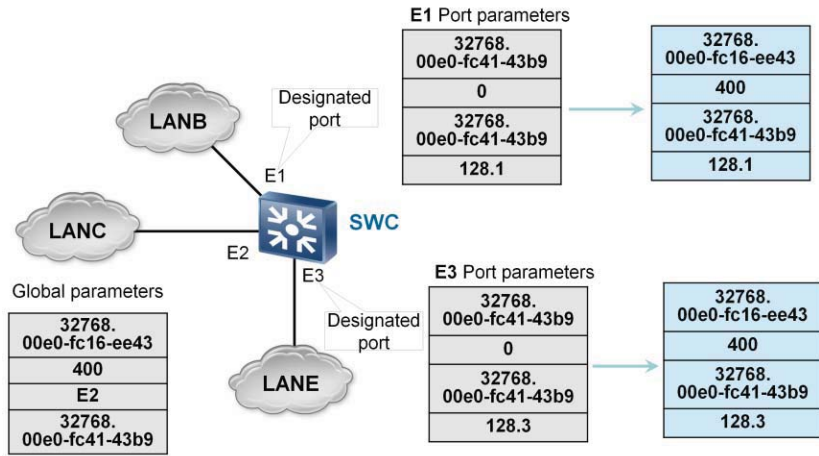 E1 Port parameters
32768.
00e0-fc41-43b9
0
32768.
00e0-fc41-43b9
128.1
32768.
00e0-fc16-ee43
400
32768.
00e0-fc41-43b9
128.1
Designated
port
LANB
E1
LANC
SWC
E2
E3
Designated
port
LANE
Global parameters
32768.
00e0-fc16-ee43
400
E2
32768.
00e0-fc41-43b9
E3 Port parameters
32768.
00e0-fc41-43b9
0
32768.
00e0-fc41-43b9
128.3
32768.
00e0-fc16-ee43
400
32768.
00e0-fc41-43b9
128.3